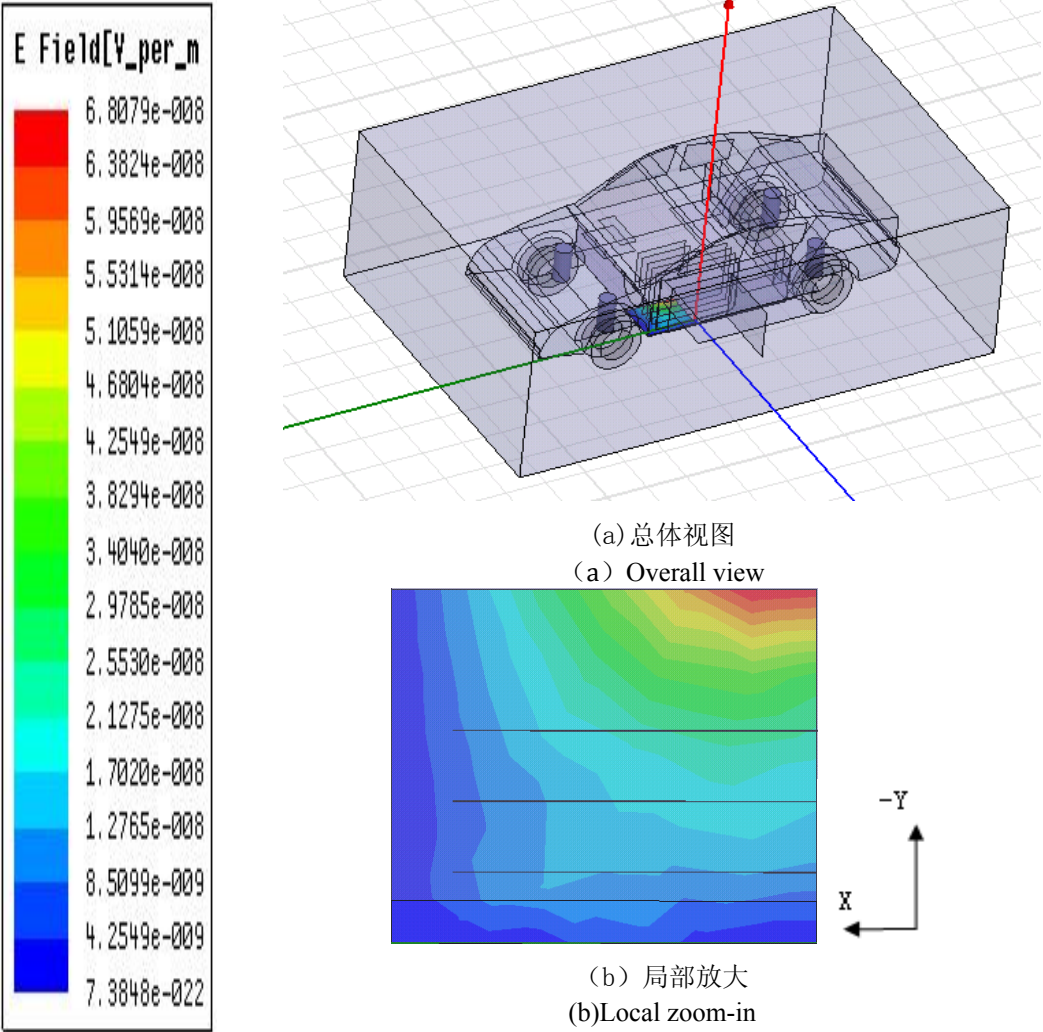 E Field[V_per_m
6.8079e-008
6.3824e-008
5.9569e-008
5.5314e-008
5.1059e-008
4.6804e-008
4.2549e-008
3.8294e-008
3.4040e-008
2.9785e-008
2.5530e-008
2.1275e-008
1.7020e-008
1.2765e-008
8.5099e-009
4.2549e-009
7.3848e-022
(a)总体视图
（a）Overall view
-Y
X
（b）局部放大
(b)Local zoom-in